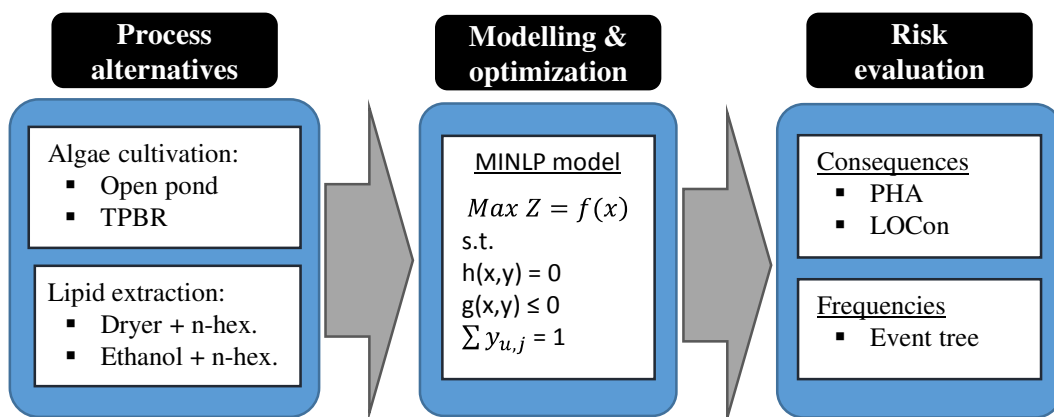 Process
alternatives
Algae cultivation:
▪ Open pond
▪ TPBR
Lipid extraction:
▪ Dryer + n-hex.
▪ Ethanol + n-hex.
Modelling &
optimization
MINLP model
Max Z = f(x)
s.t.
h(x,y) = 0
g(x,y) ≤ 0
∑ y_{u,j} = 1
Risk
evaluation
Consequences
▪ PHA
▪ LOCon
Frequencies
▪ Event tree